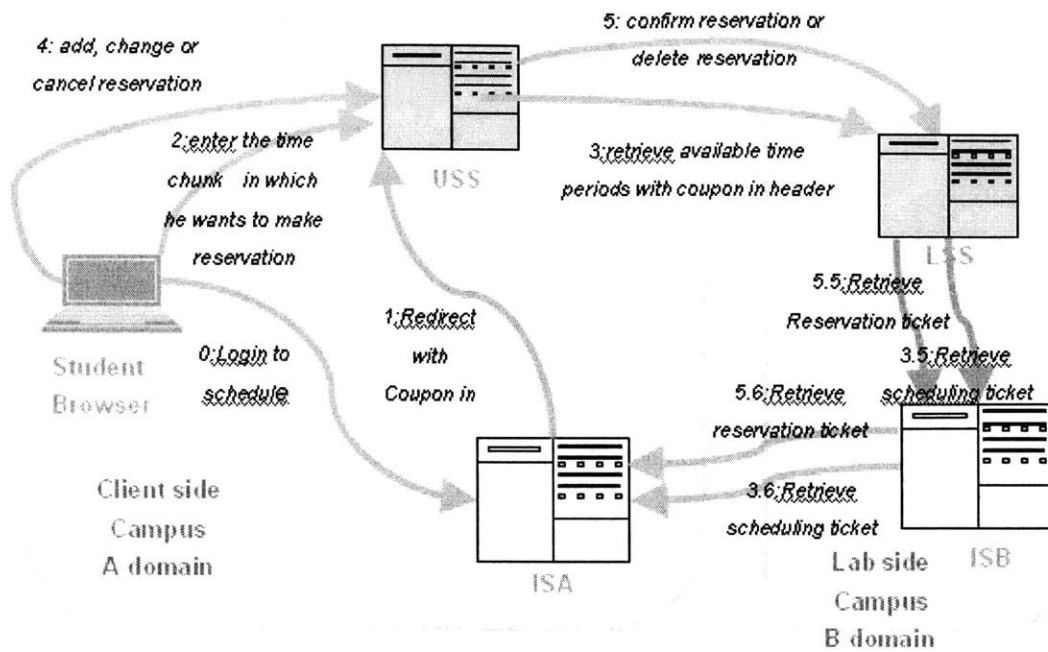 4: add, change or
cancel reservation
5: confirm reservation or
delete reservation
2:enter the time
chunk in which
he wants to make
reservation
USS
3:retrieve available time
periods with coupon in header
LSS
Student
Browser
0:Login to
schedule
1:Redirect
with
Coupon in
5.5:Retrieve
Reservation ticket
3.5:Retrieve
scheduling ticket
5.6:Retrieve
reservation ticket
3.6:Retrieve
scheduling ticket
Client side
Campus
A domain
ISA
ISB
Lab side
Campus
B domain